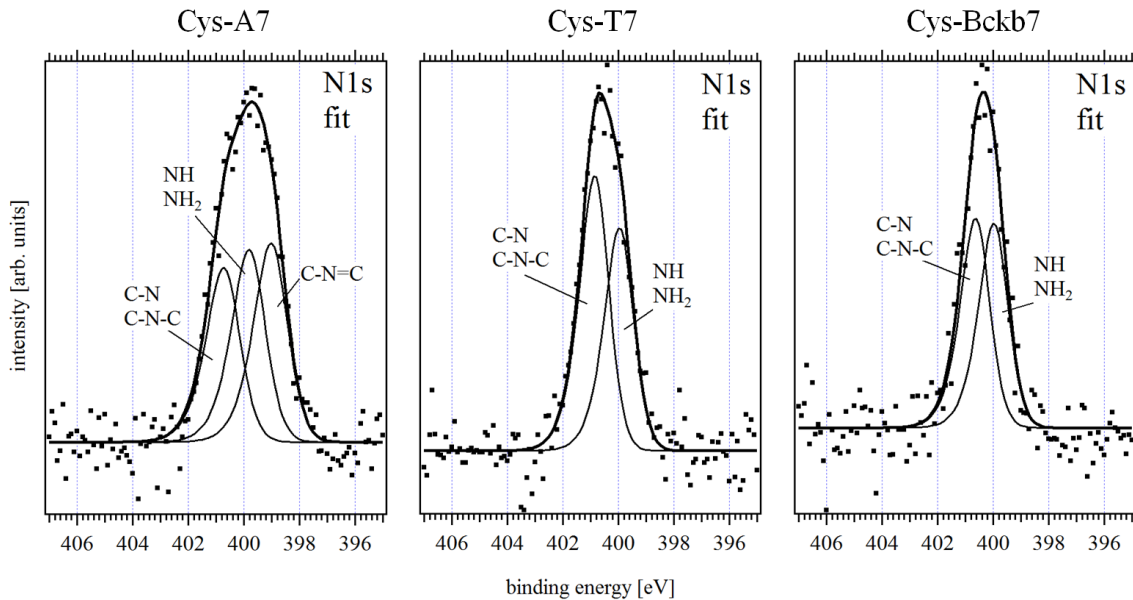 Cys-A7
Cys-T7
Cys-Bckb7
intensity [arb. units]
N1s
fit
NH
NH₂
C-N=C
C-N
C-N-C
406 404 402 400 398 396
N1s
fit
C-N
C-N-C
NH
NH₂
406 404 402 400 398 396
N1s
fit
C-N
C-N-C
NH
NH₂
406 404 402 400 398 396
binding energy [eV]